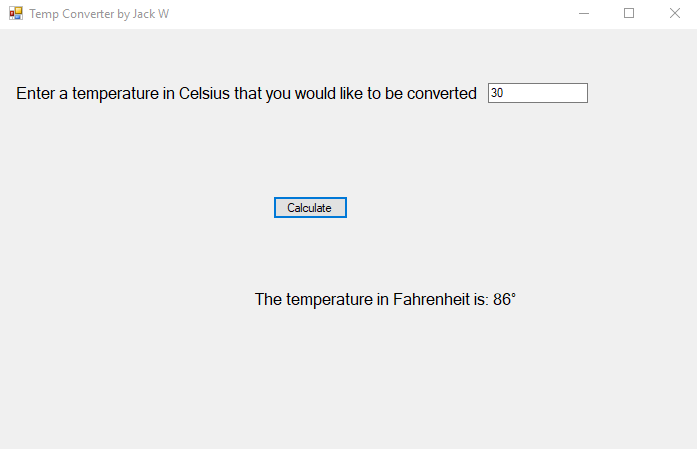 Temp Converter by Jack W
Enter a temperature in Celsius that you would like to be converted 30
Calculate
The temperature in Fahrenheit is: 86°